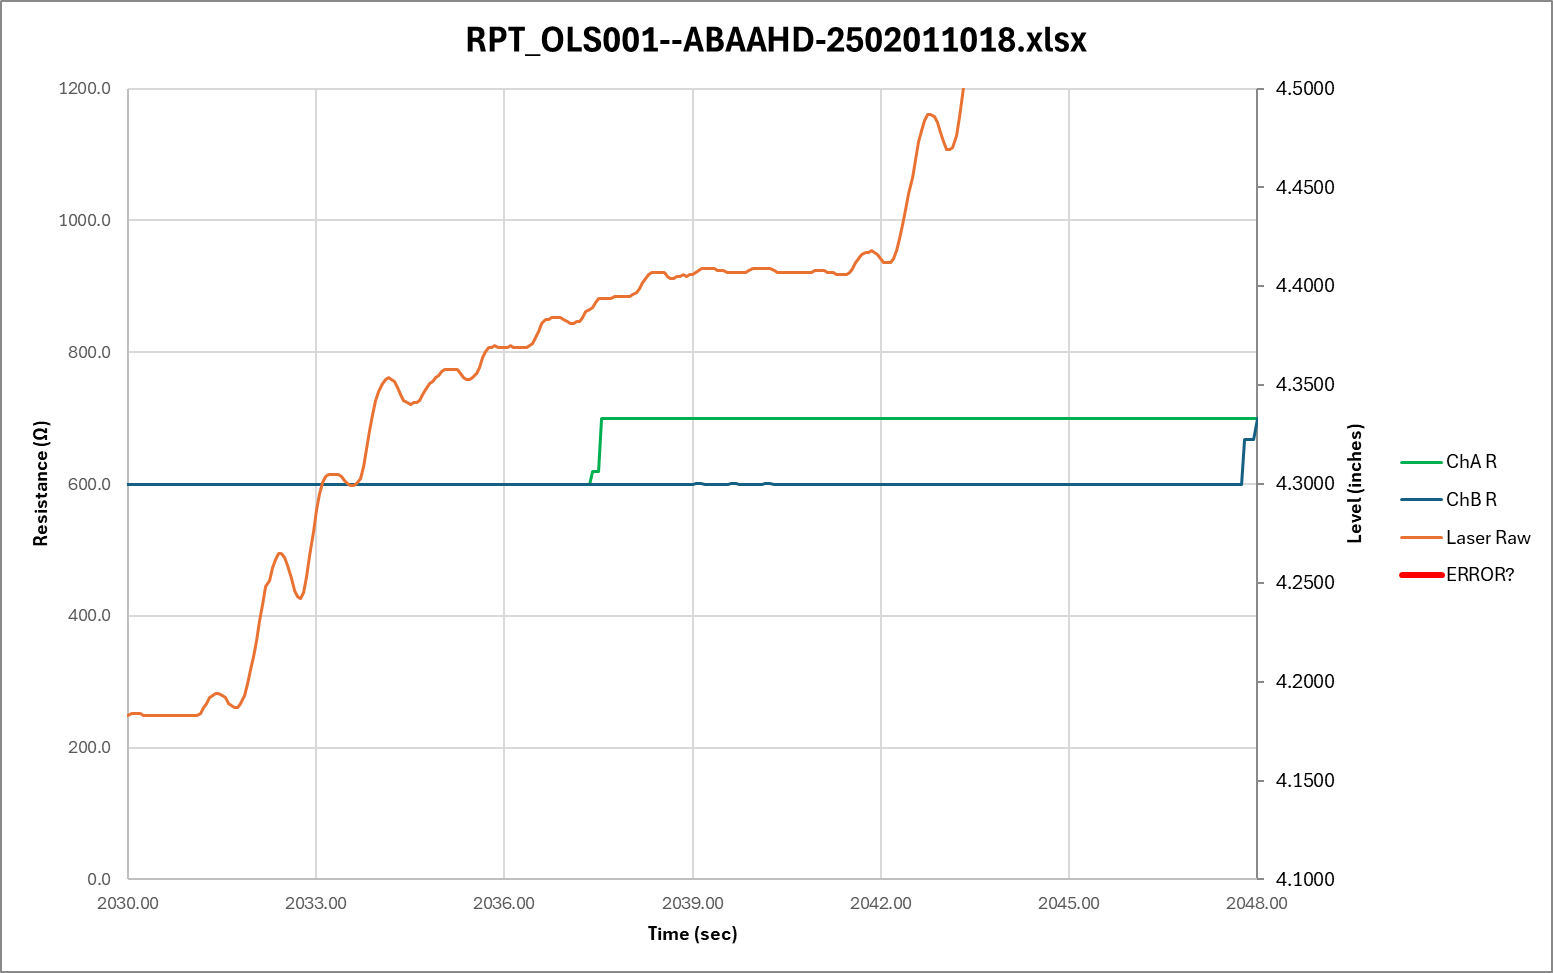 RPT_OLS001--ABAAHD-2502011018.xlsx
1200.0
1000.0
800.0
600.0
400.0
200.0
0.0
Resistance (Ω)
4.5000
4.4500
4.4000
4.3500
4.3000
4.2500
4.2000
4.1500
4.1000
Level (inches)
2030.00 2033.00 2036.00 2039.00 2042.00 2045.00 2048.00
Time (sec)
ChA R
ChB R
Laser Raw
ERROR?